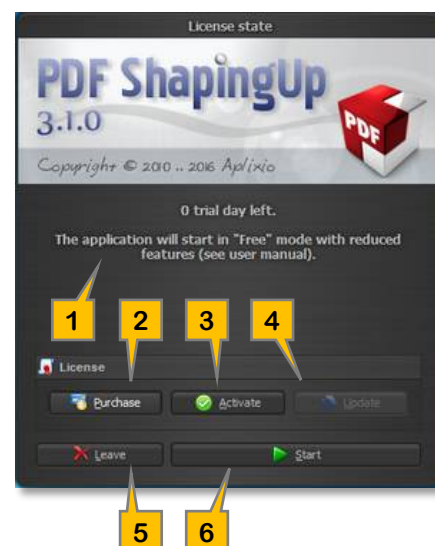 License state
PDF ShapingUp
3.1.0
PDF
Copyright © 2010 .. 2016 Aplixio
0 trial day left.
The application will start in "Free" mode with reduced
features (see user manual).
1 2 3 4
License
Purchase Activate Update
Leave Start
5 6